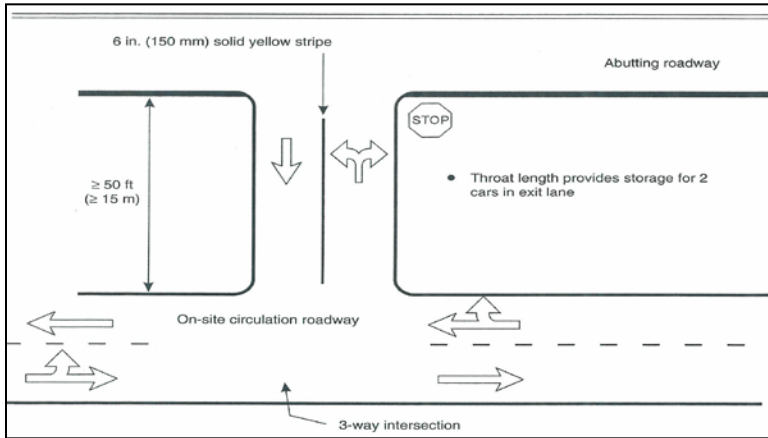 6 in. (150 mm) solid yellow stripe
Abutting roadway
STOP
≥ 50 ft
(≥ 15 m)
• Throat length provides storage for 2
cars in exit lane
On-site circulation roadway
3-way intersection